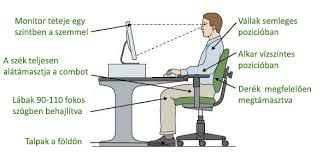 Monitor teteje egy
szintben a szemmel
A szék teljesen
alátámasztja a combot
Lábak 90-110 fokos
szögben behajlítva
Talpak a földön
Vállak semleges
pozícióban
Alkar vízszintes
pozícióban
Derék megfelelően
megtámasztva